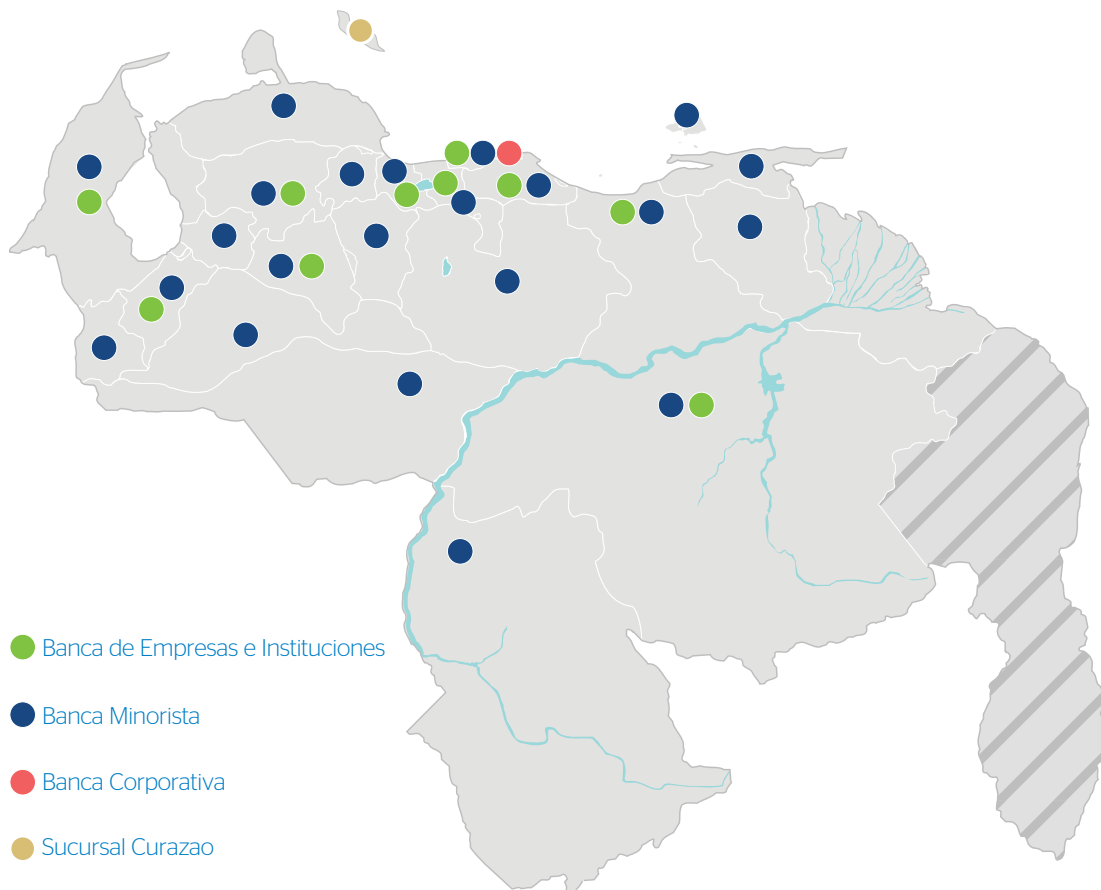 Banca de Empresas e Instituciones
Banca Minorista
Banca Corporativa
Sucursal Curazao